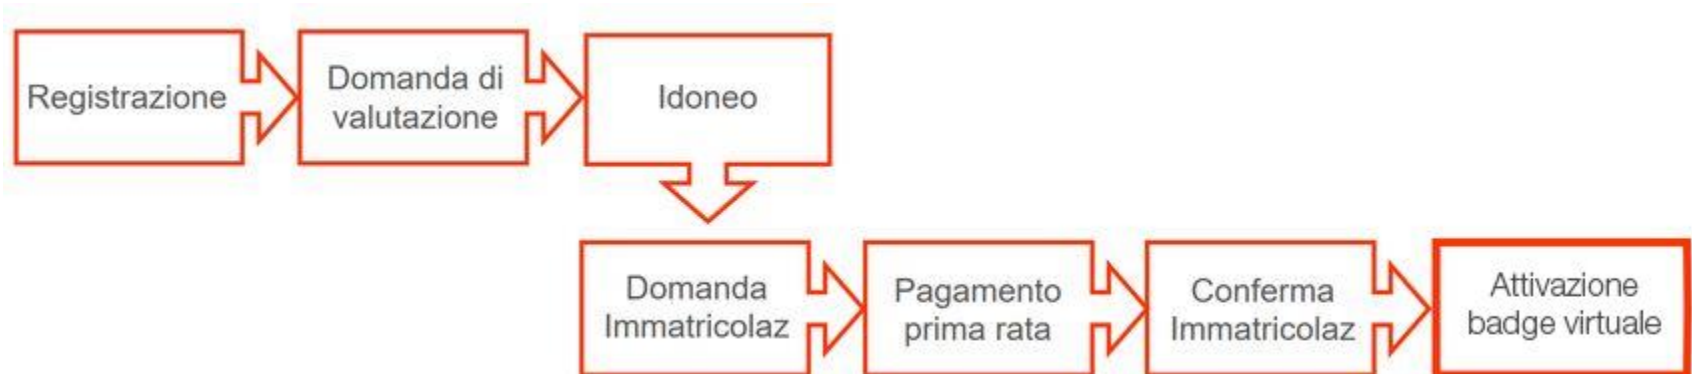 Registrazione
Domanda di
valutazione
Idoneo
Domanda
Immatricolaz
Pagamento
prima rata
Conferma
Immatricolaz
Attivazione
badge virtuale